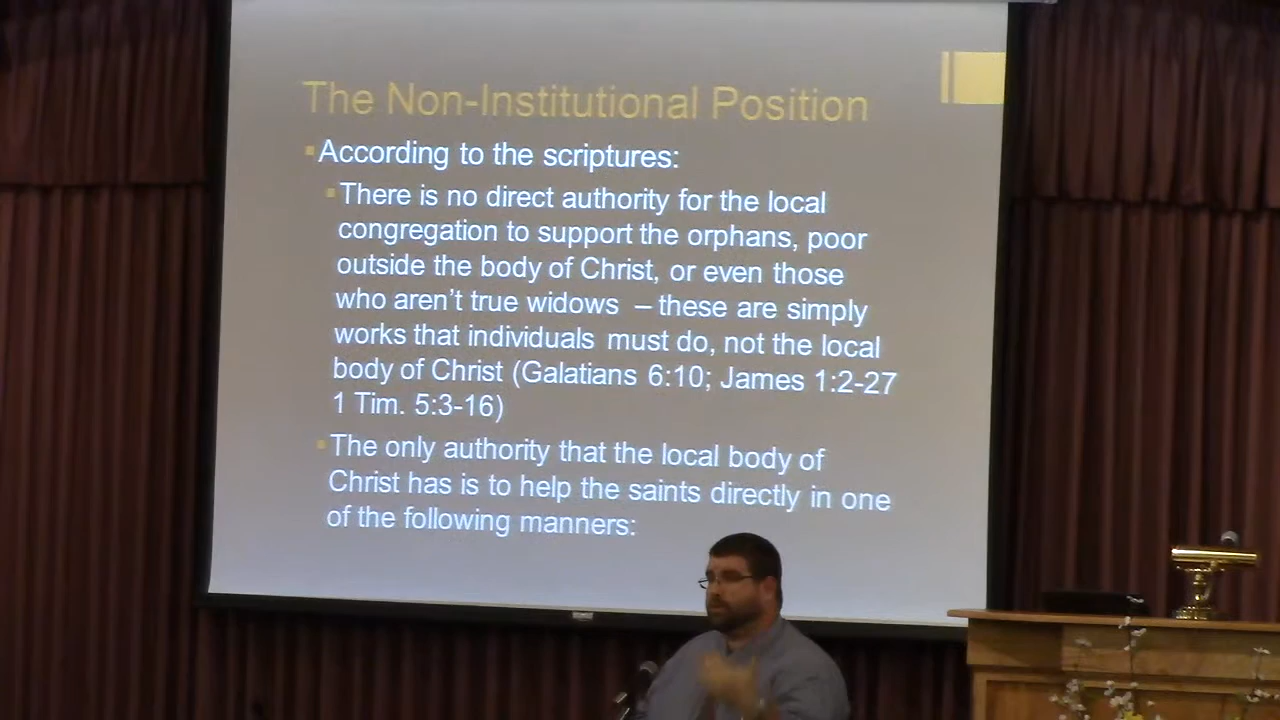 The Non-Institutional Position
According to the scriptures:
There is no direct authority for the local
congregation to support the orphans, poor
outside the body of Christ, or even those
who aren't true widows – these are simply
works that individuals must do, not the local
body of Christ (Galatians 6:10; James 1:2-27
1 Tim. 5:3-16)
The only authority that the local body of
Christ has is to help the saints directly in one
of the following manners: